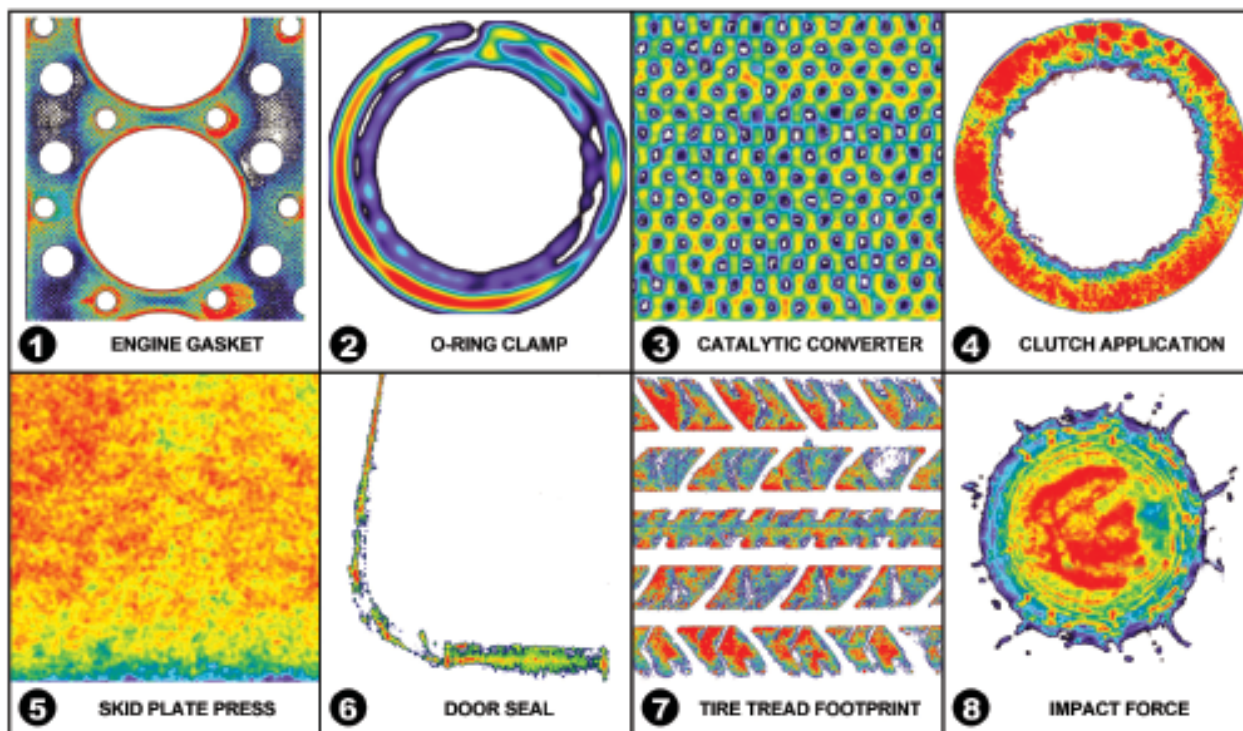 1 ENGINE GASKET
2 O-RING CLAMP
3 CATALYTIC CONVERTER
4 CLUTCH APPLICATION
5 SKID PLATE PRESS
6 DOOR SEAL
7 TIRE TREAD FOOTPRINT
8 IMPACT FORCE